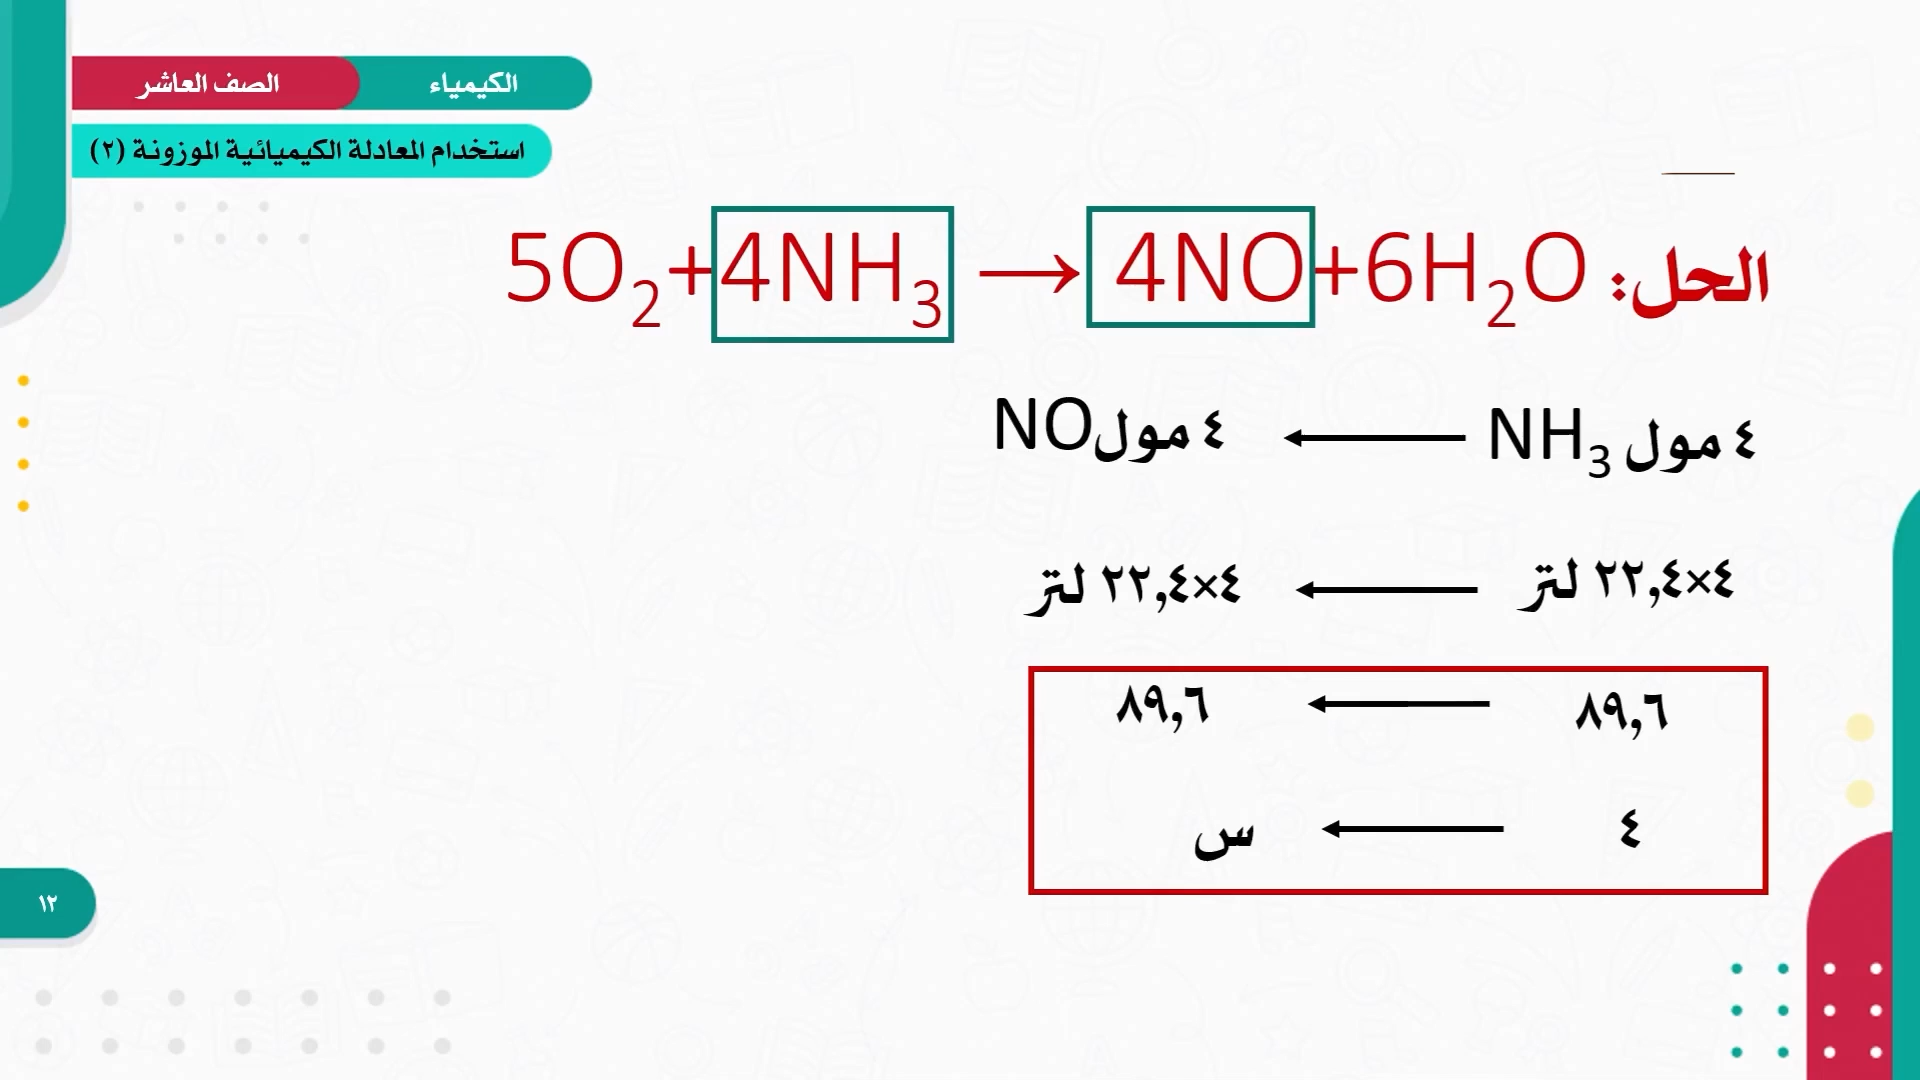 الكيمياء الصف العاشر
استخدام المعادلة الكيميائية الموزونة (٢)
الحل: 5O₂+4NH₃ → 4NO+6H₂O
٤ مول NH₃ ← ٤ مول NO
٤×٢٢,٤ لتر ← ٤×٢٢,٤ لتر
٨٩,٦ ← ٨٩,٦
٤ ← س
١٢